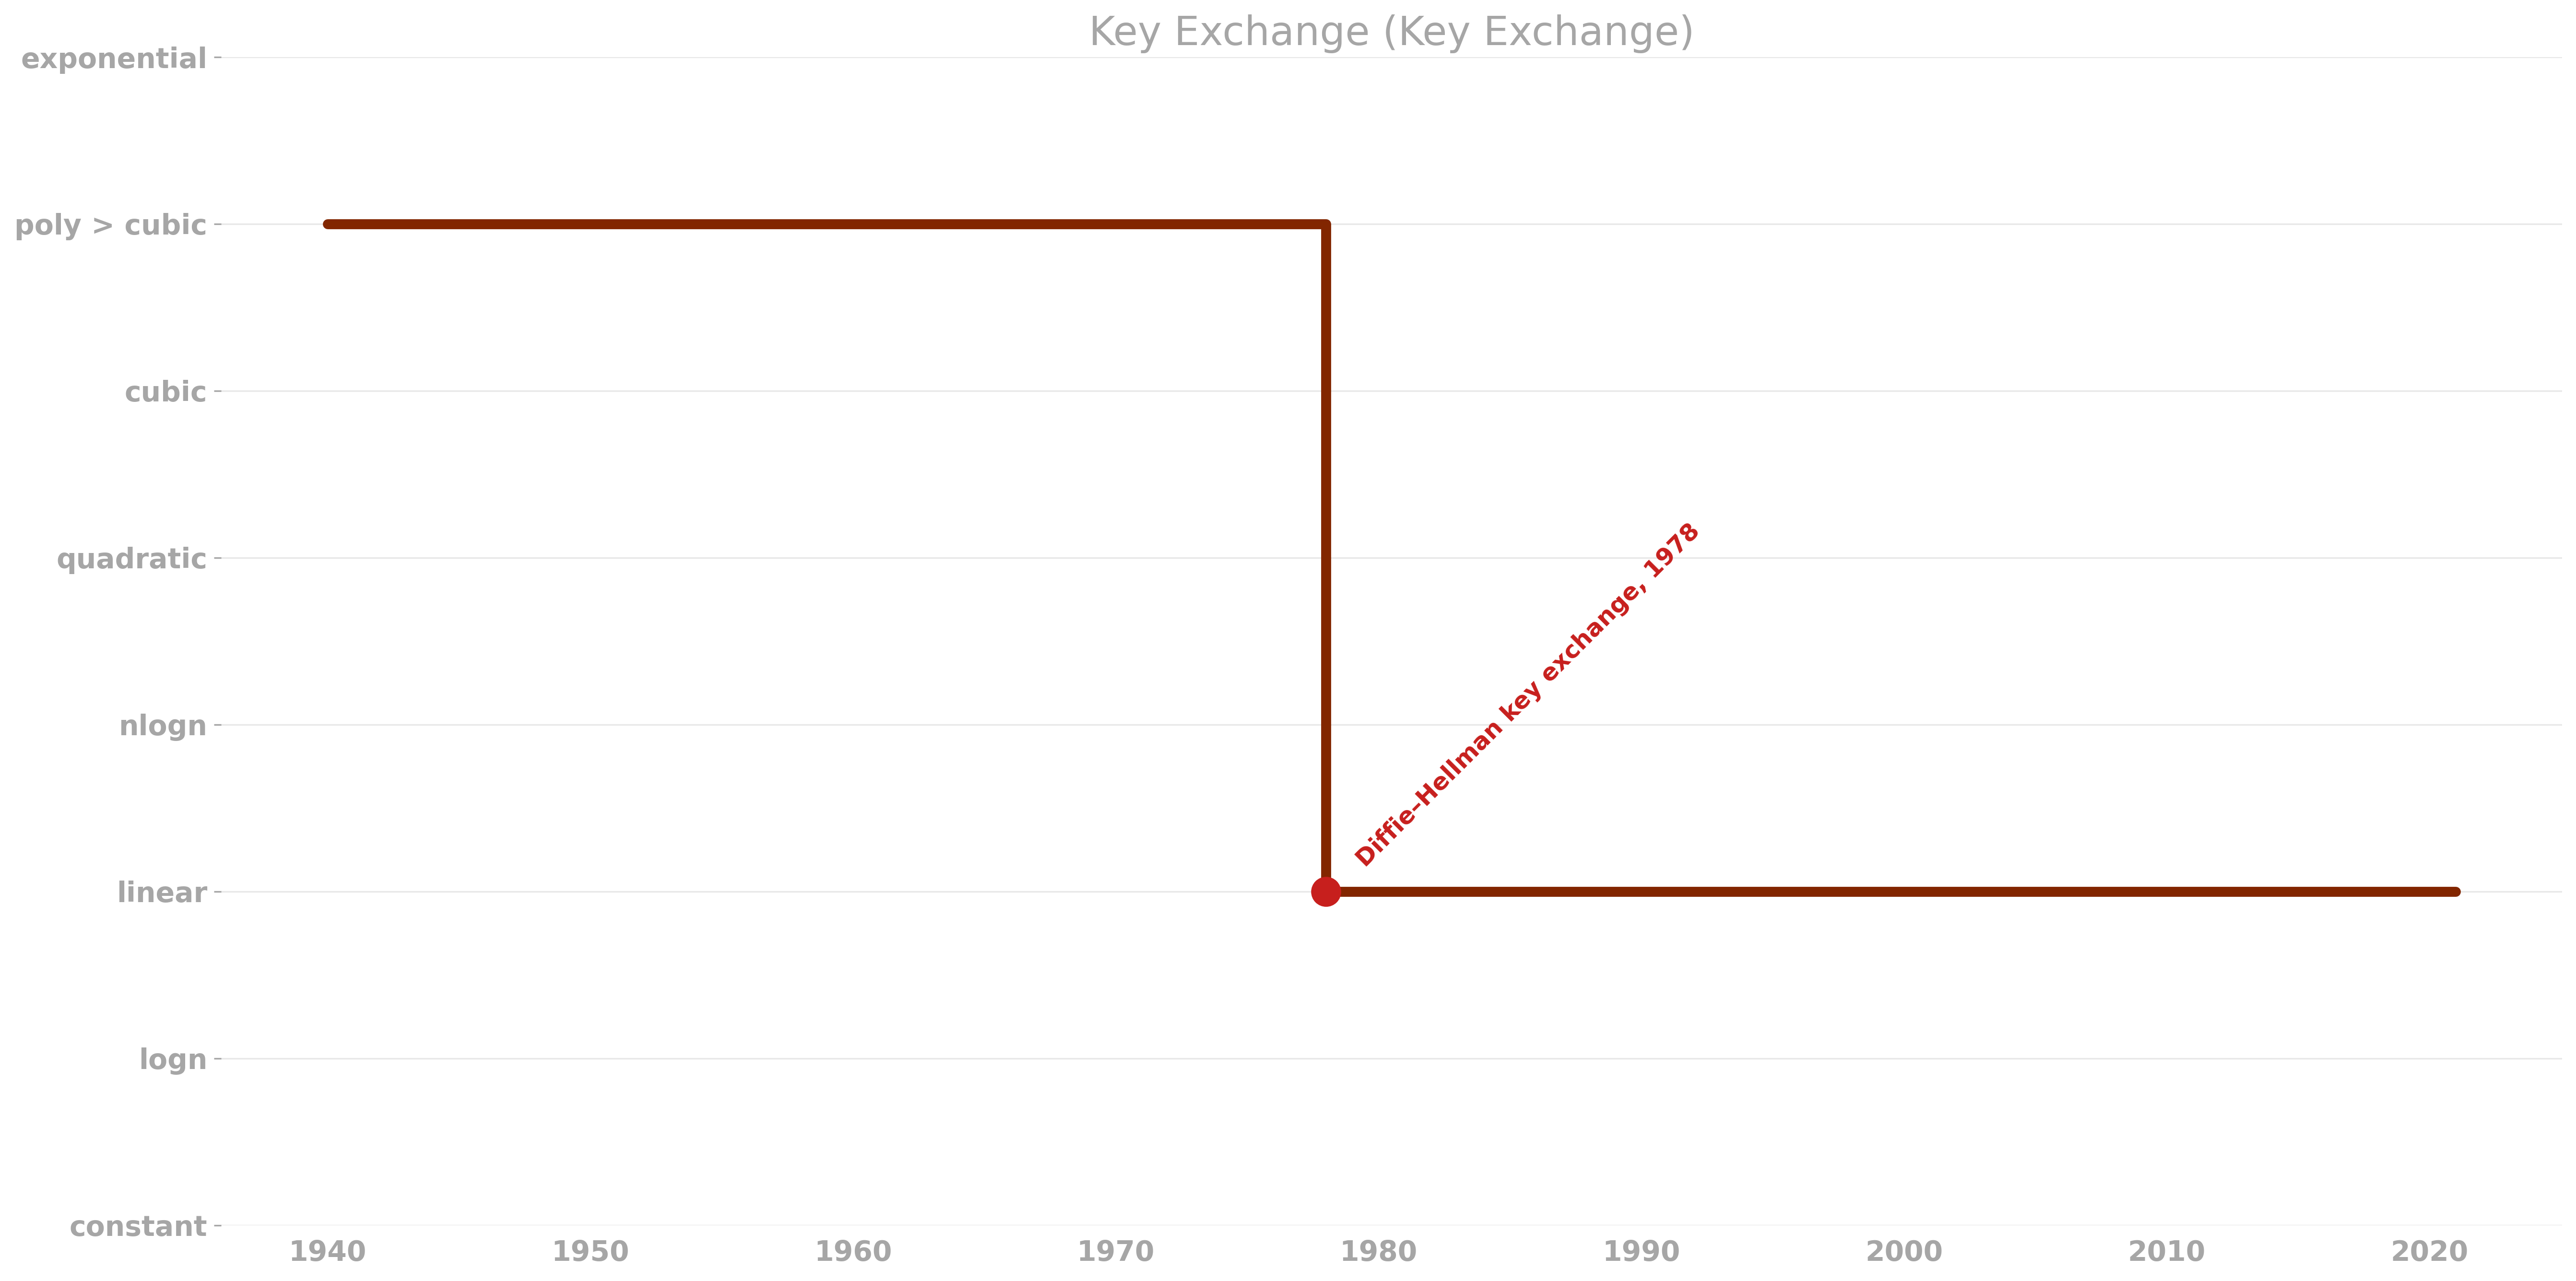 Key Exchange (Key Exchange)
exponential
poly > cubic
cubic
quadratic
nlogn
linear
logn
constant
Diffie–Hellman key exchange, 1978
1940 1950 1960 1970 1980 1990 2000 2010 2020